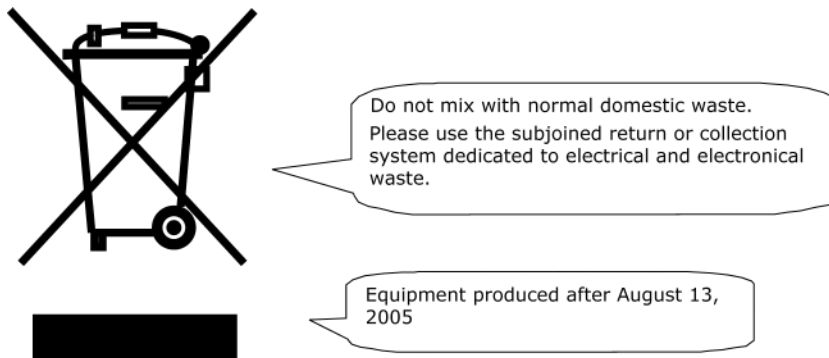 Do not mix with normal domestic waste.
Please use the subjoined return or collection
system dedicated to electrical and electronical
waste.
Equipment produced after August 13,
2005